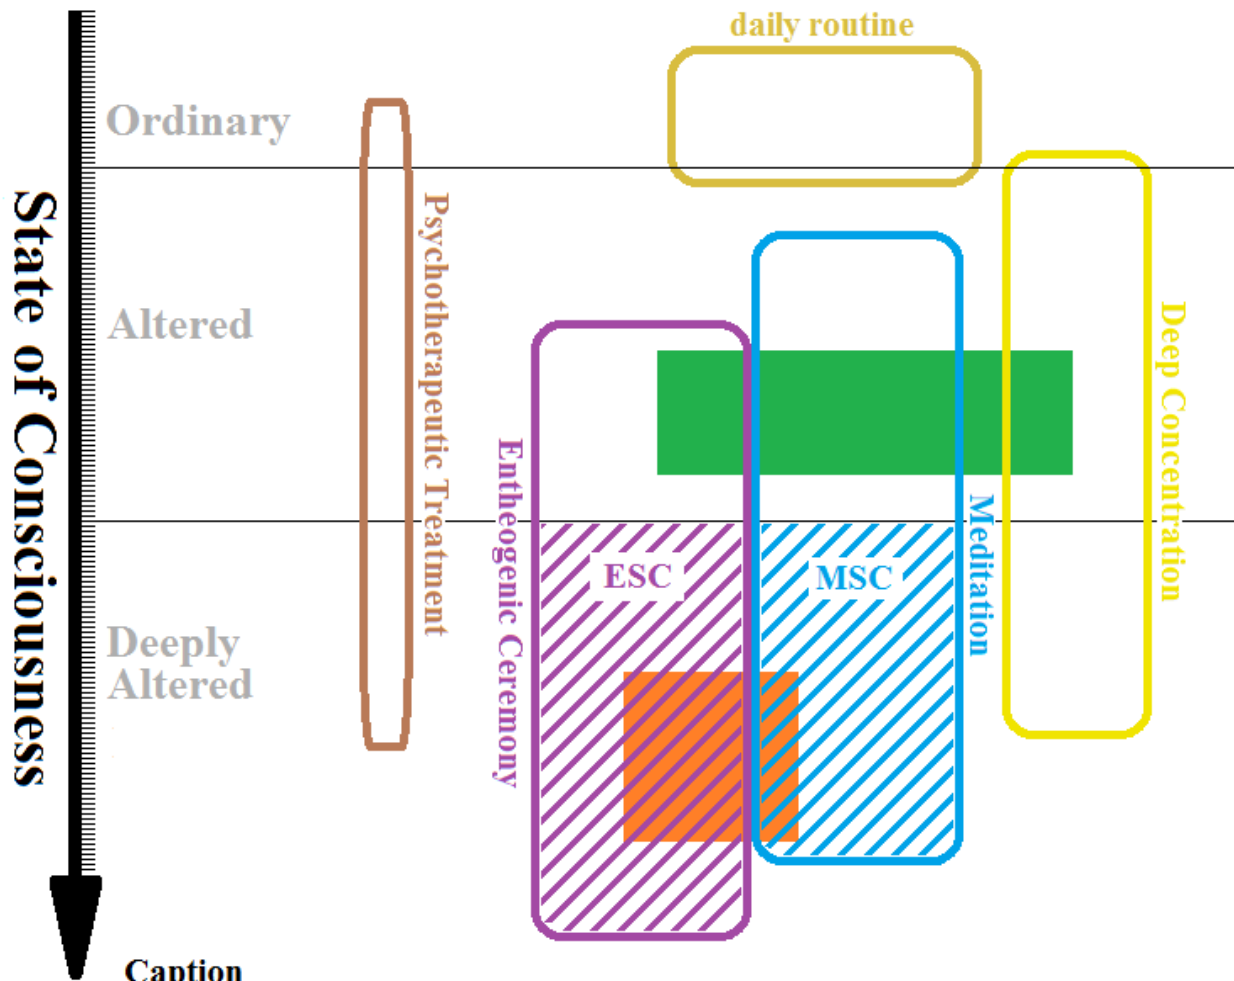 daily routine
Ordinary
Altered
Deeply
Altered
State of Consciousness
Psychotherapeutic Treatment
Entheogenic Ceremony
ESC
MSC
Meditation
Deep Concentration
Caption